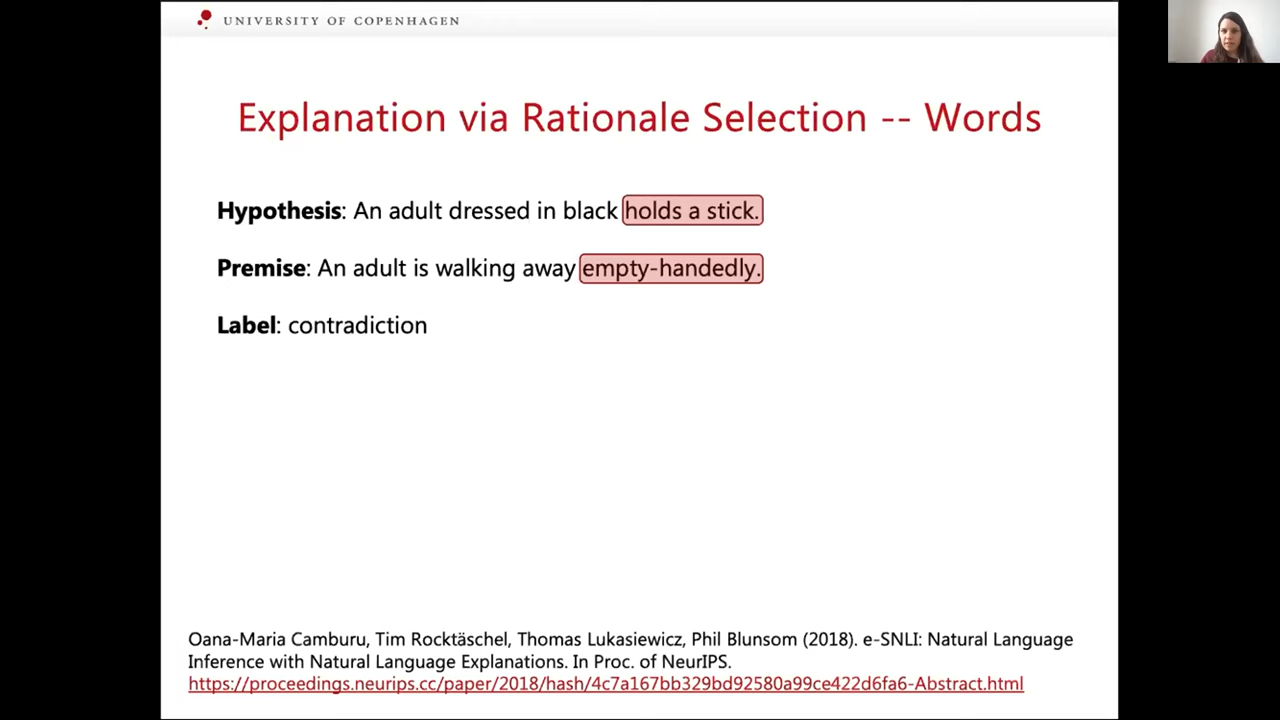 UNIVERSITY OF COPENHAGEN
Explanation via Rationale Selection -- Words
Hypothesis: An adult dressed in black holds a stick.
Premise: An adult is walking away empty-handedly.
Label: contradiction
Oana-Maria Camburu, Tim Rocktäschel, Thomas Lukasiewicz, Phil Blunsom (2018). e-SNLI: Natural Language
Inference with Natural Language Explanations. In Proc. of NeurIPS.
https://proceedings.neurips.cc/paper/2018/hash/4c7a167bb329bd92580a99ce422d6fa6-Abstract.html